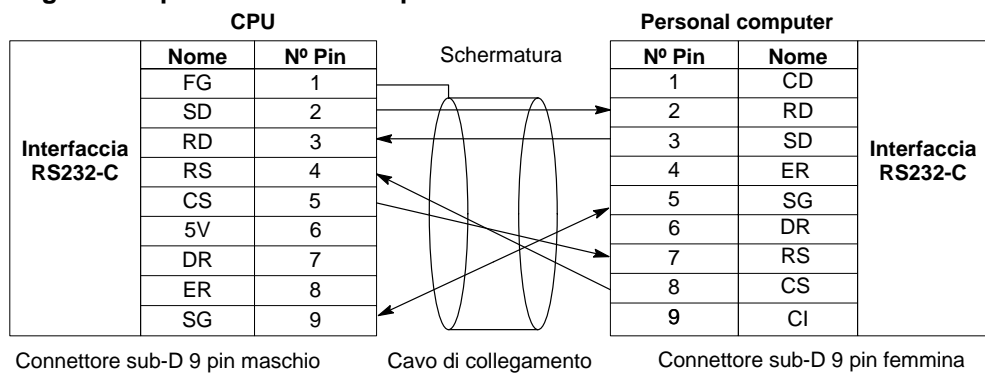 CPU Personal computer
Nome Nº Pin Schermatura Nº Pin Nome
FG 1 1 CD
SD 2 2 RD
RD 3 3 SD
Interfaccia RS232-C RS 4 4 ER Interfaccia RS232-C
CS 5 5 SG
5V 6 6 DR
DR 7 7 RS
ER 8 8 CS
SG 9 9 CI
Connettore sub-D 9 pin maschio Cavo di collegamento Connettore sub-D 9 pin femmina